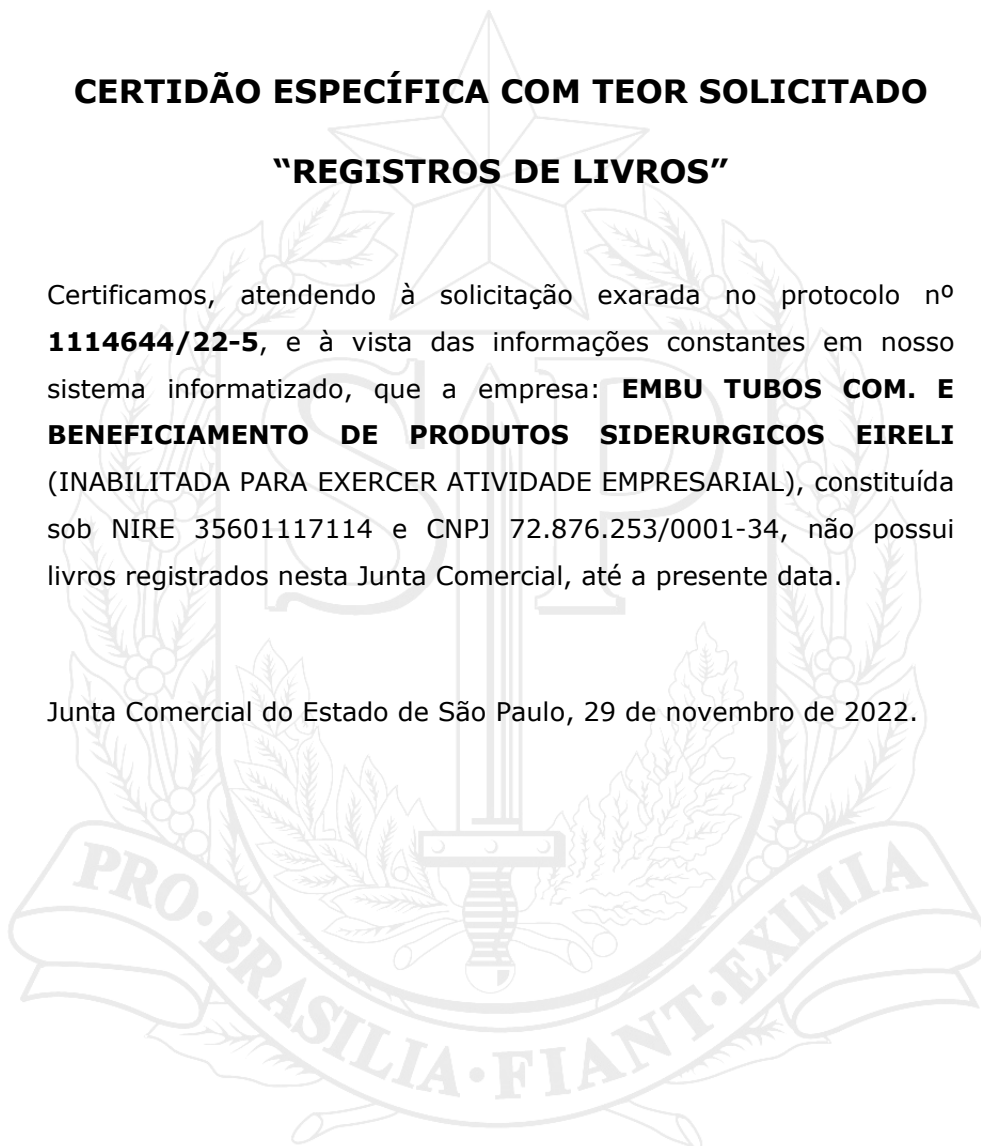 CERTIDÃO ESPECÍFICA COM TEOR SOLICITADO
“REGISTROS DE LIVROS”
Certificamos, atendendo à solicitação exarada no protocolo nº
1114644/22-5, e à vista das informações constantes em nosso
sistema informatizado, que a empresa: EMBU TUBOS COM. E
BENEFICIAMENTO DE PRODUTOS SIDERURGICOS EIRELI
(INABILITADA PARA EXERCER ATIVIDADE EMPRESARIAL), constituída
sob NIRE 35601117114 e CNPJ 72.876.253/0001-34, não possui
livros registrados nesta Junta Comercial, até a presente data.
Junta Comercial do Estado de São Paulo, 29 de novembro de 2022.
SP
PRO·BRASILIA·FIANT·EXIMIA